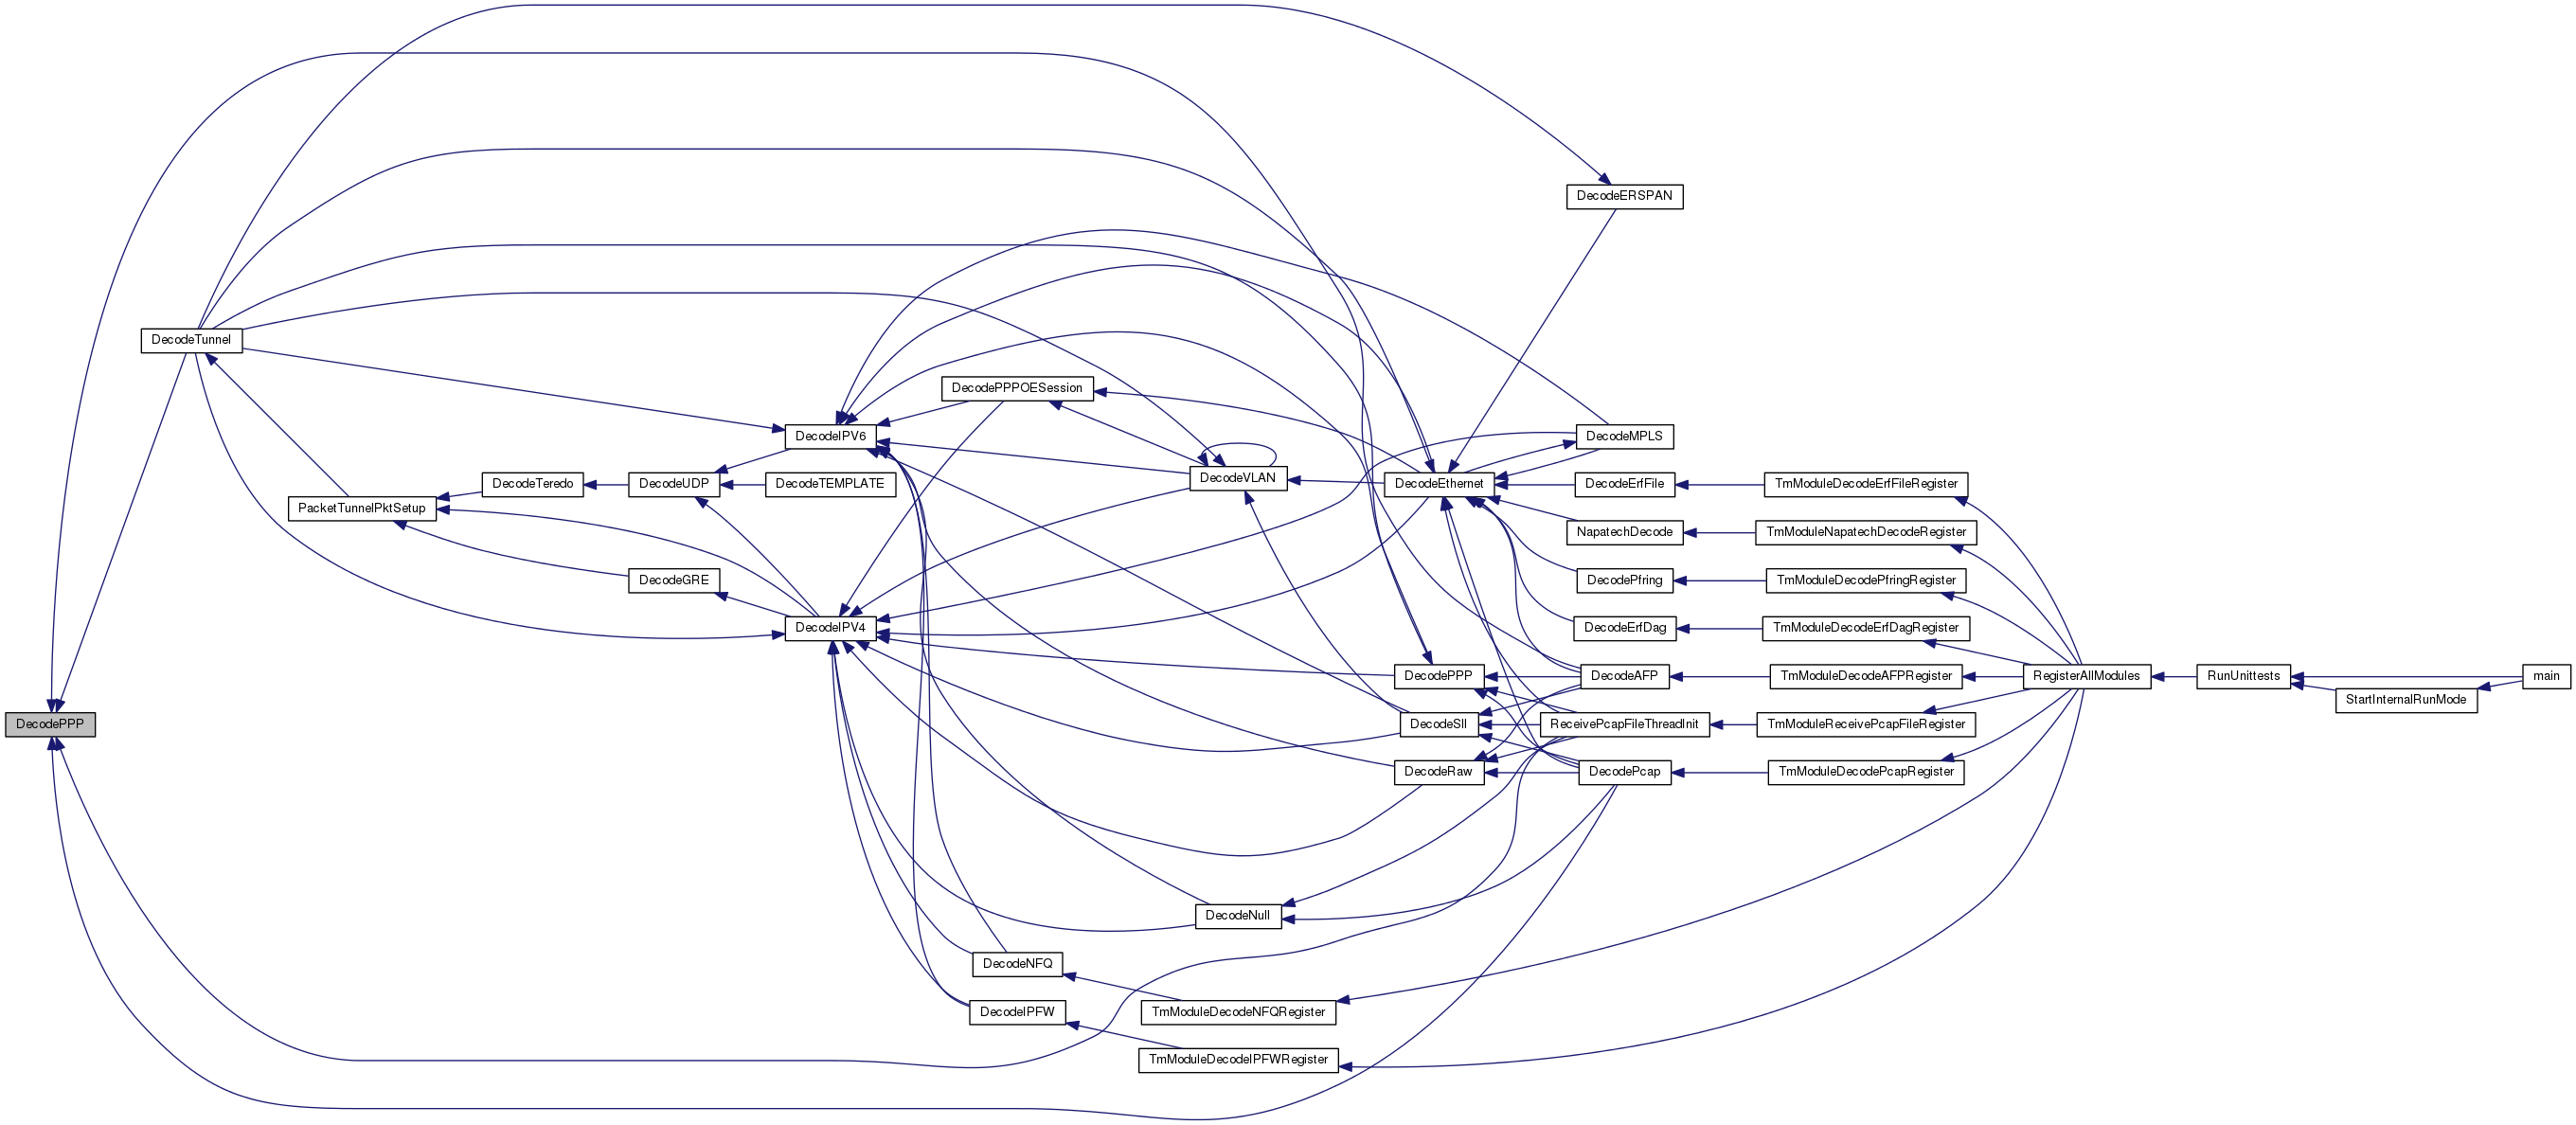 DecodePPP
DecodeTunnel
PacketTunnelPktSetup
DecodeTeredo
DecodeGRE
DecodeUDP
DecodeTEMPLATE
DecodeIPV6
DecodeIPV4
DecodePPPOESession
DecodeNFQ
DecodeIPFW
DecodeVLAN
DecodeNull
TmModuleDecodeNFQRegister
TmModuleDecodeIPFWRegister
DecodeEthernet
DecodePPP
DecodeSll
DecodeRaw
DecodeERSPAN
DecodeMPLS
DecodeErfFile
NapatechDecode
DecodePfring
DecodeErfDag
DecodeAFP
ReceivePcapFileThreadInit
DecodePcap
TmModuleDecodeErfFileRegister
TmModuleNapatechDecodeRegister
TmModuleDecodePfringRegister
TmModuleDecodeErfDagRegister
TmModuleDecodeAFPRegister
TmModuleReceivePcapFileRegister
TmModuleDecodePcapRegister
RegisterAllModules
RunUnittests
StartInternalRunMode
main